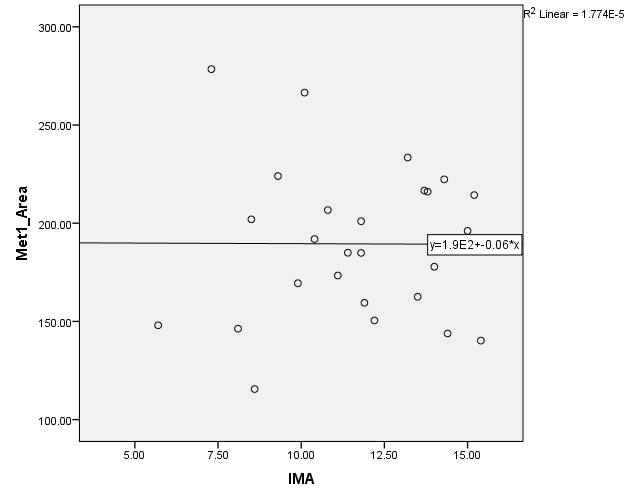 R2 Linear = 1.774E-5
300.00
250.00
200.00
150.00
100.00
Met1_Area
y=1.9E2+-0.06*x
5.00 7.50 10.00 12.50 15.00
IMA